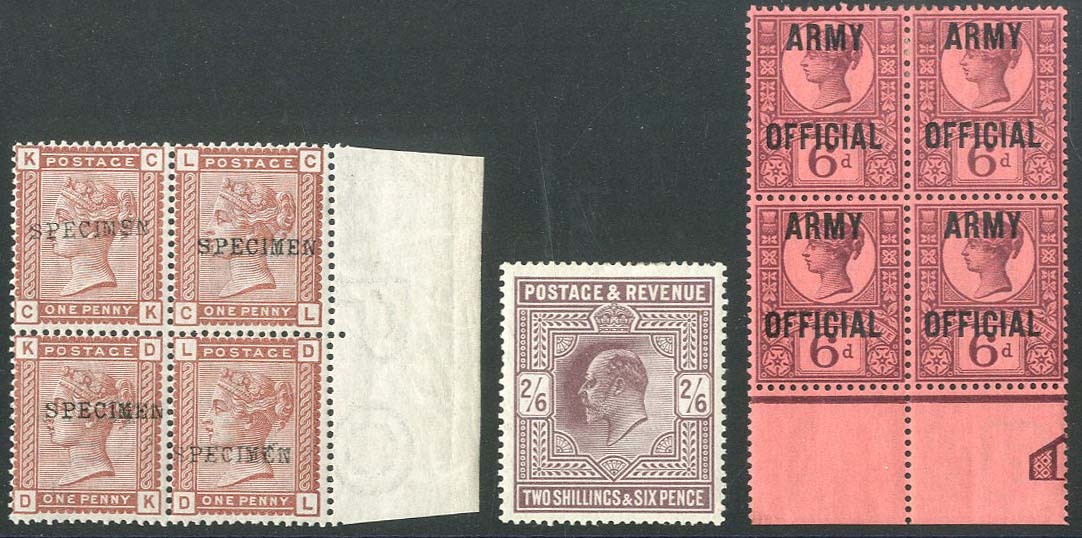 K POSTAGE C
SPECIMEN
C ONE PENNY K
L POSTAGE C
SPECIMEN
C ONE PENNY L
K POSTAGE D
SPECIMEN
D ONE PENNY K
L POSTAGE D
SPECIMEN
D ONE PENNY L
POSTAGE & REVENUE
2/6 2/6
TWO SHILLINGS & SIX PENCE
ARMY
OFFICIAL
6d
ARMY
OFFICIAL
6d
ARMY
OFFICIAL
6d
ARMY
OFFICIAL
6d